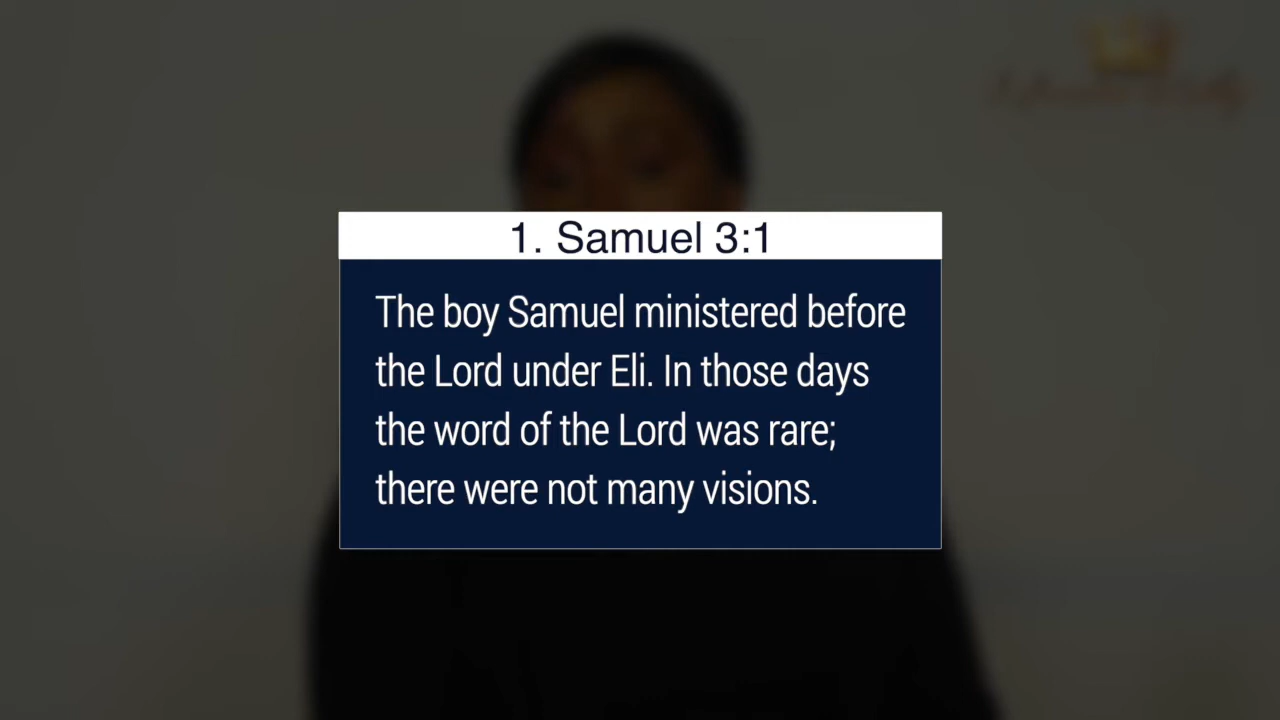 1. Samuel 3:1
The boy Samuel ministered before
the Lord under Eli. In those days
the word of the Lord was rare;
there were not many visions.